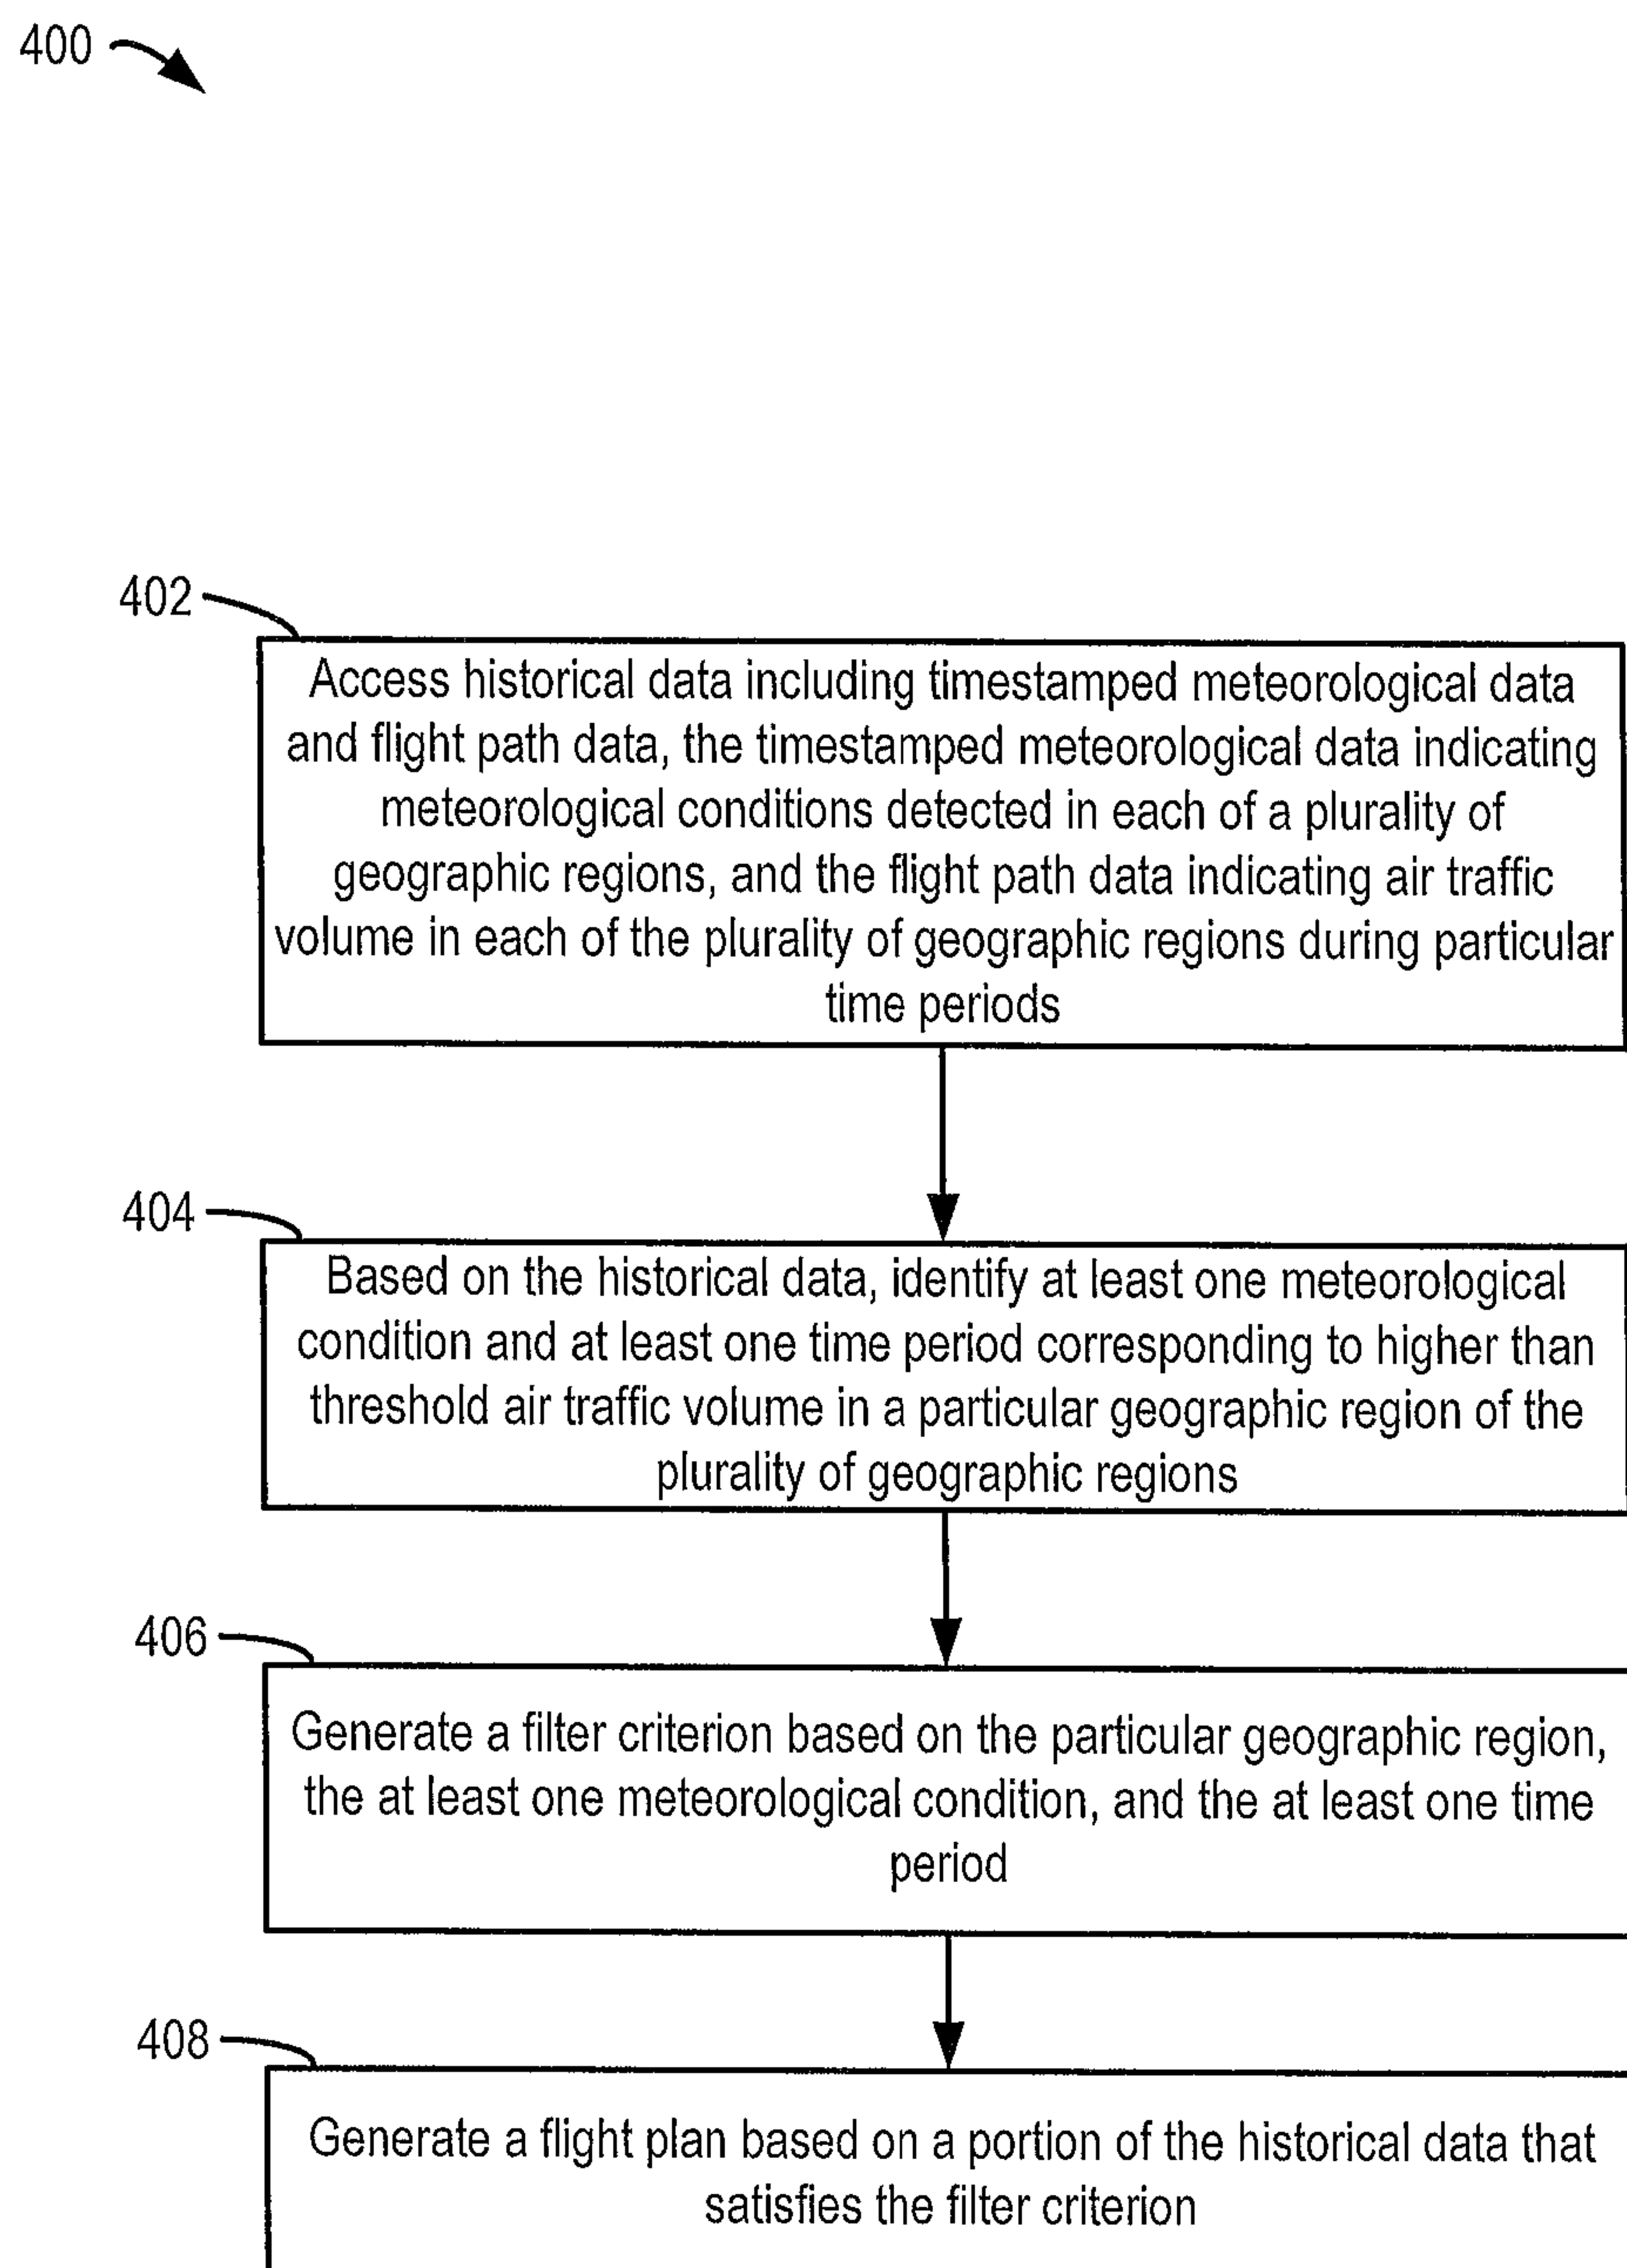 400
402
Access historical data including timestamped meteorological data
and flight path data, the timestamped meteorological data indicating
meteorological conditions detected in each of a plurality of
geographic regions, and the flight path data indicating air traffic
volume in each of the plurality of geographic regions during particular
time periods
404
Based on the historical data, identify at least one meteorological
condition and at least one time period corresponding to higher than
threshold air traffic volume in a particular geographic region of the
plurality of geographic regions
406
Generate a filter criterion based on the particular geographic region,
the at least one meteorological condition, and the at least one time
period
408
Generate a flight plan based on a portion of the historical data that
satisfies the filter criterion